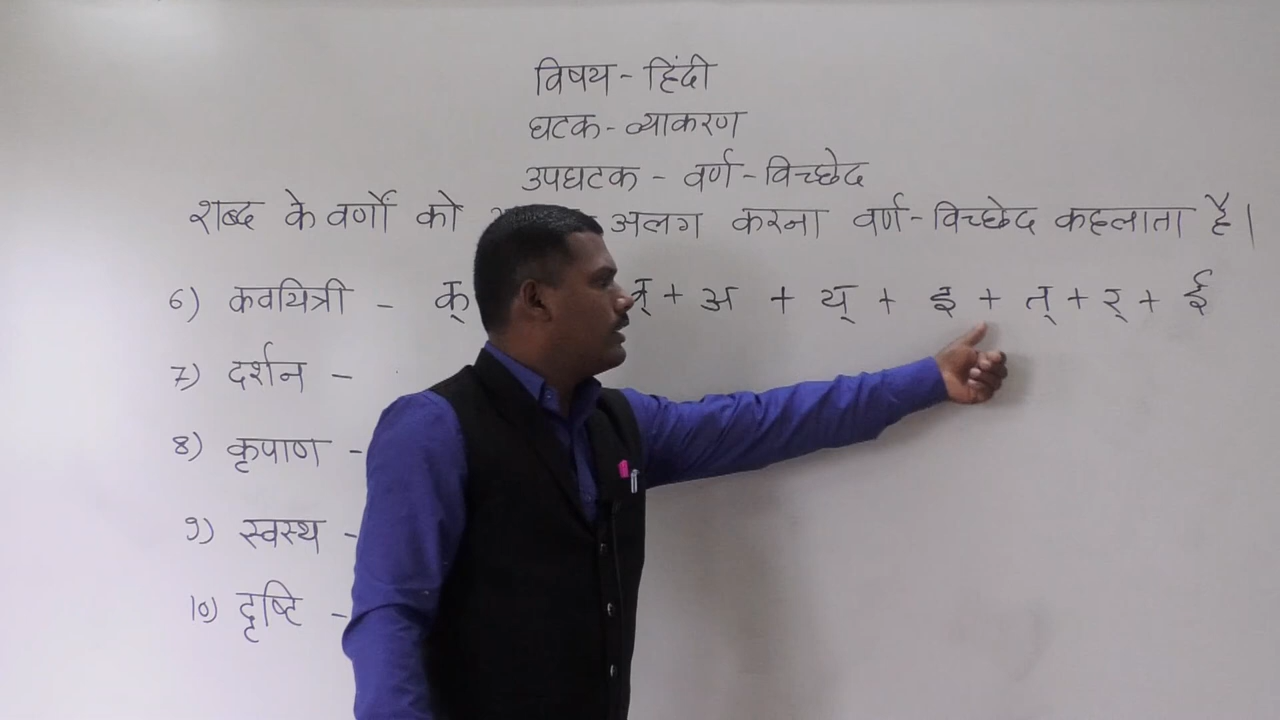 विषय - हिंदी
घटक - व्याकरण
उपघटक - वर्ण - विच्छेद
शब्द के वर्णों को - अलग करना वर्ण - विच्छेद कहलाता है।
6) कवयित्री - क् + अ + य् + इ + त् + र् + ई
7) दर्शन -
8) कृपाण -
9) स्वस्थ -
10) दृष्टि -